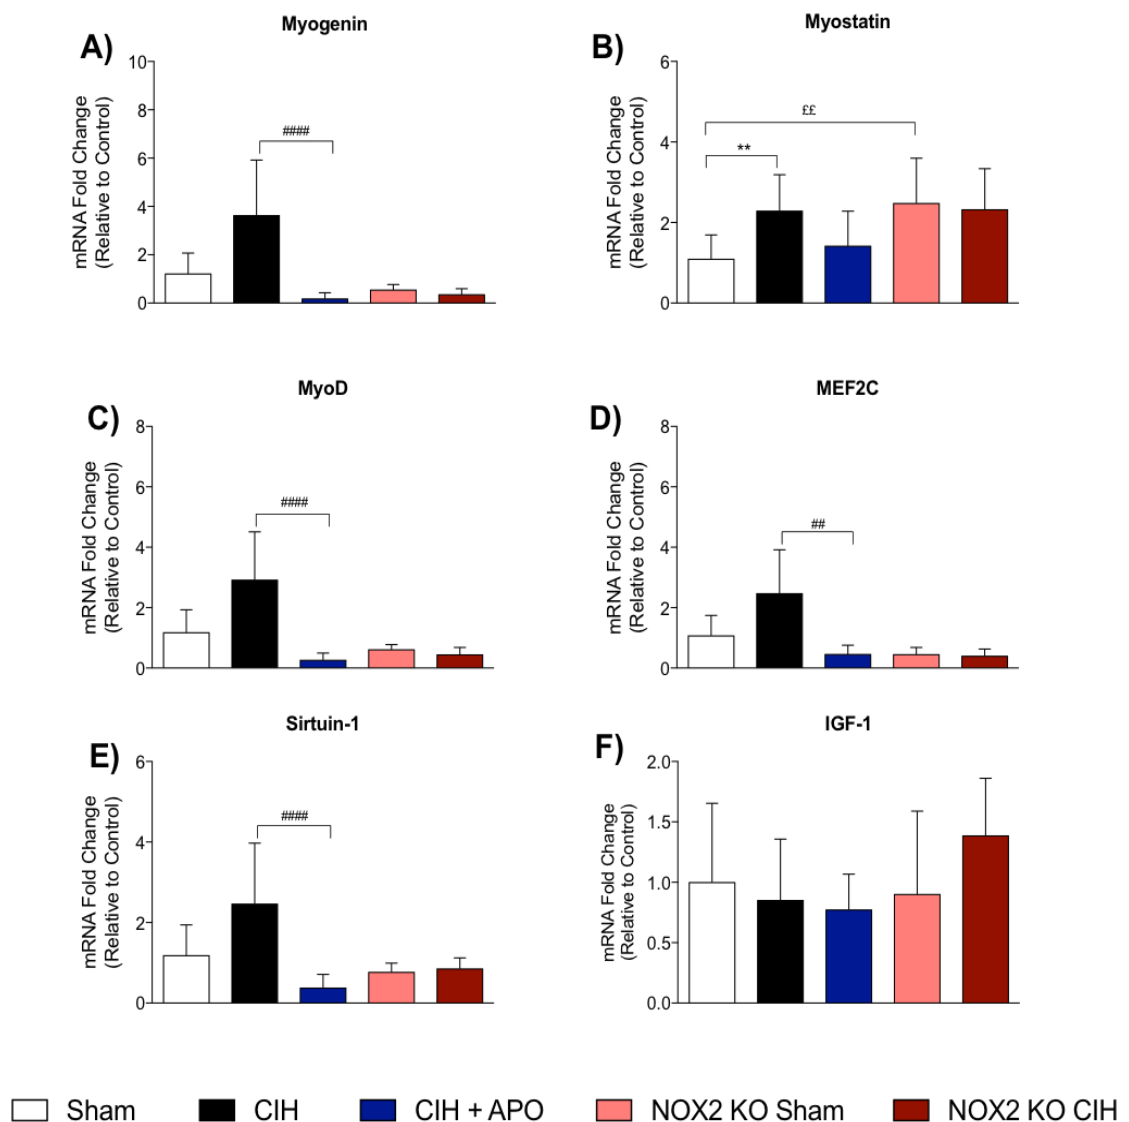 Myogenin
A)
mRNA Fold Change
(Relative to Control)
10
8
6
4
2
0
####
Myostatin
B)
mRNA Fold Change
(Relative to Control)
6
4
2
0
££
**
MyoD
C)
mRNA Fold Change
(Relative to Control)
8
6
4
2
0
####
MEF2C
D)
mRNA Fold Change
(Relative to Control)
8
6
4
2
0
##
Sirtuin-1
E)
mRNA Fold Change
(Relative to Control)
6
4
2
0
####
IGF-1
F)
mRNA Fold Change
(Relative to Control)
2.0
1.5
1.0
0.5
0.0
Sham CIH CIH + APO NOX2 KO Sham NOX2 KO CIH